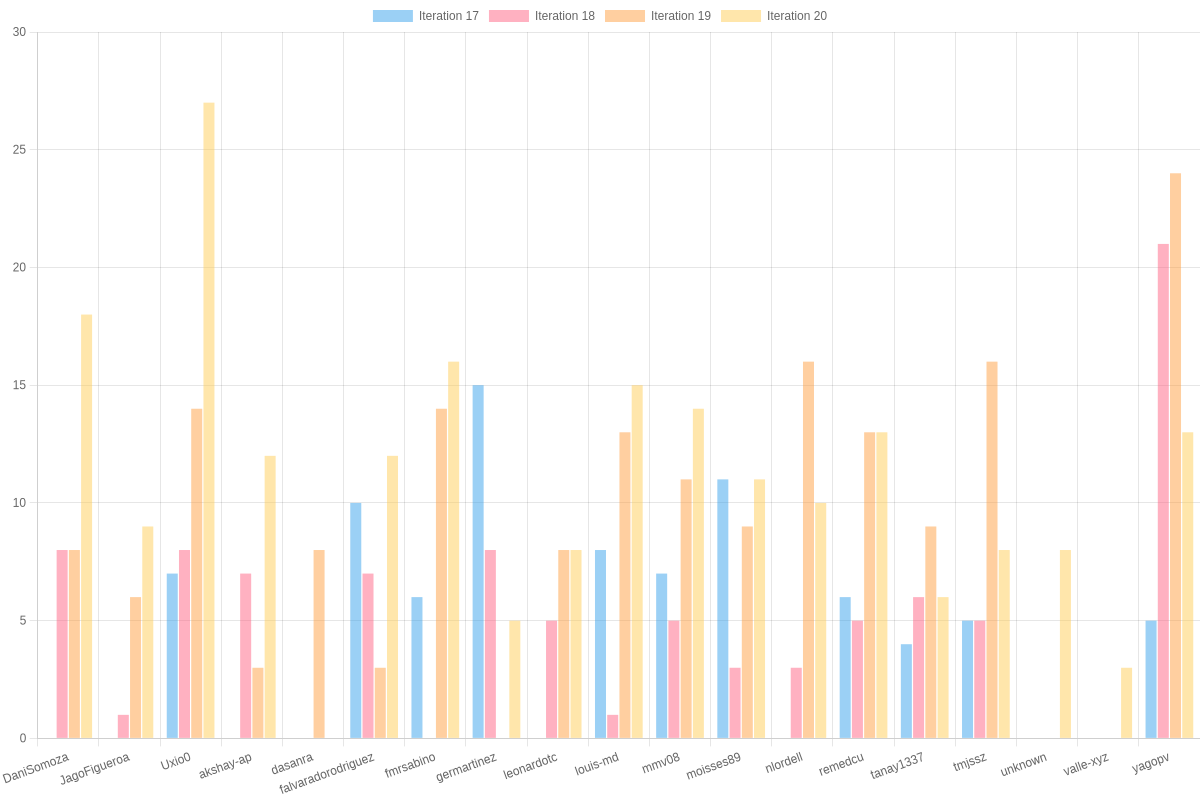 Iteration 17 Iteration 18 Iteration 19 Iteration 20
30
25
20
15
10
5
0
DaniSomoza
JagoFigueroa
Uxio0
akshay-ap
dasanra
falvaradorodriguez
fmrsabino
germartinez
leonardotc
louis-md
mmv08
moisses89
nlordell
remedcu
tanay1337
tmjssz
unknown
valle-xyz
yagopv